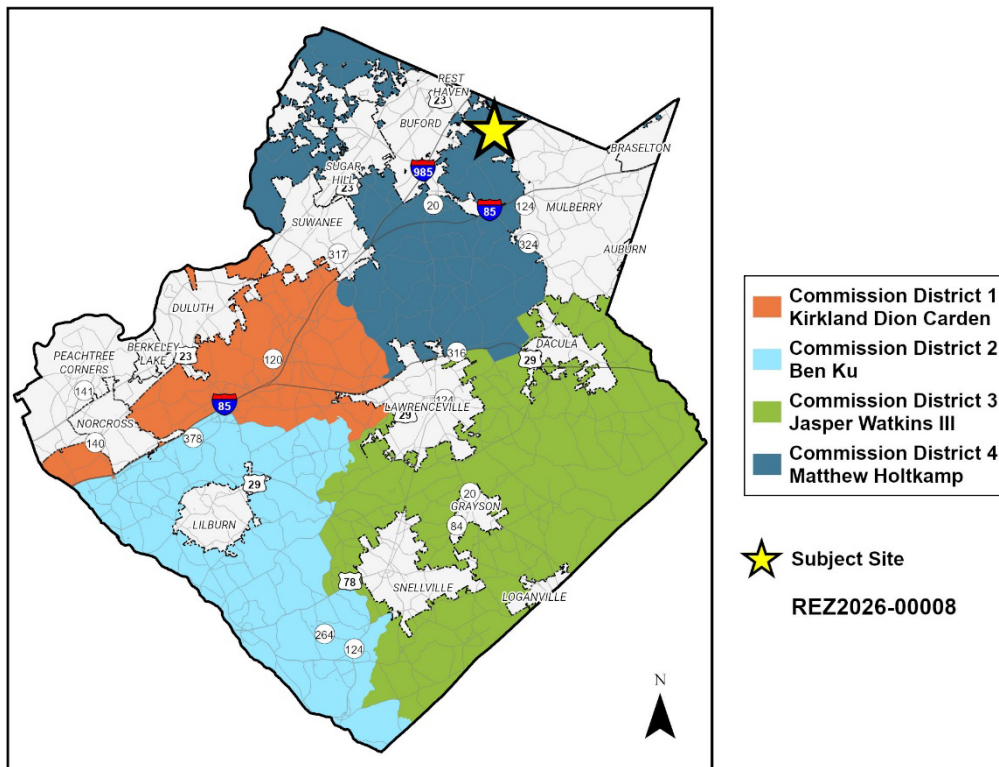 REST
HAVEN
23
BUFORD
BRASELTON
SUGAR
HILL
23
985
20
85
124
MULBERRY
SUWANEE
324
AUBURN
317
DULUTH
BERKELEY
LAKE
23
PEACHTREE
CORNERS
141
120
316
DACULA
29
124
LAWRENCEVILLE
29
85
NORCROSS
140
378
29
LILBURN
20
GRAYSON
84
78
SNELLVILLE
LOGANVILLE
264
124
N
Commission District 1
Kirkland Dion Carden
Commission District 2
Ben Ku
Commission District 3
Jasper Watkins III
Commission District 4
Matthew Holtkamp
Subject Site
REZ2026-00008